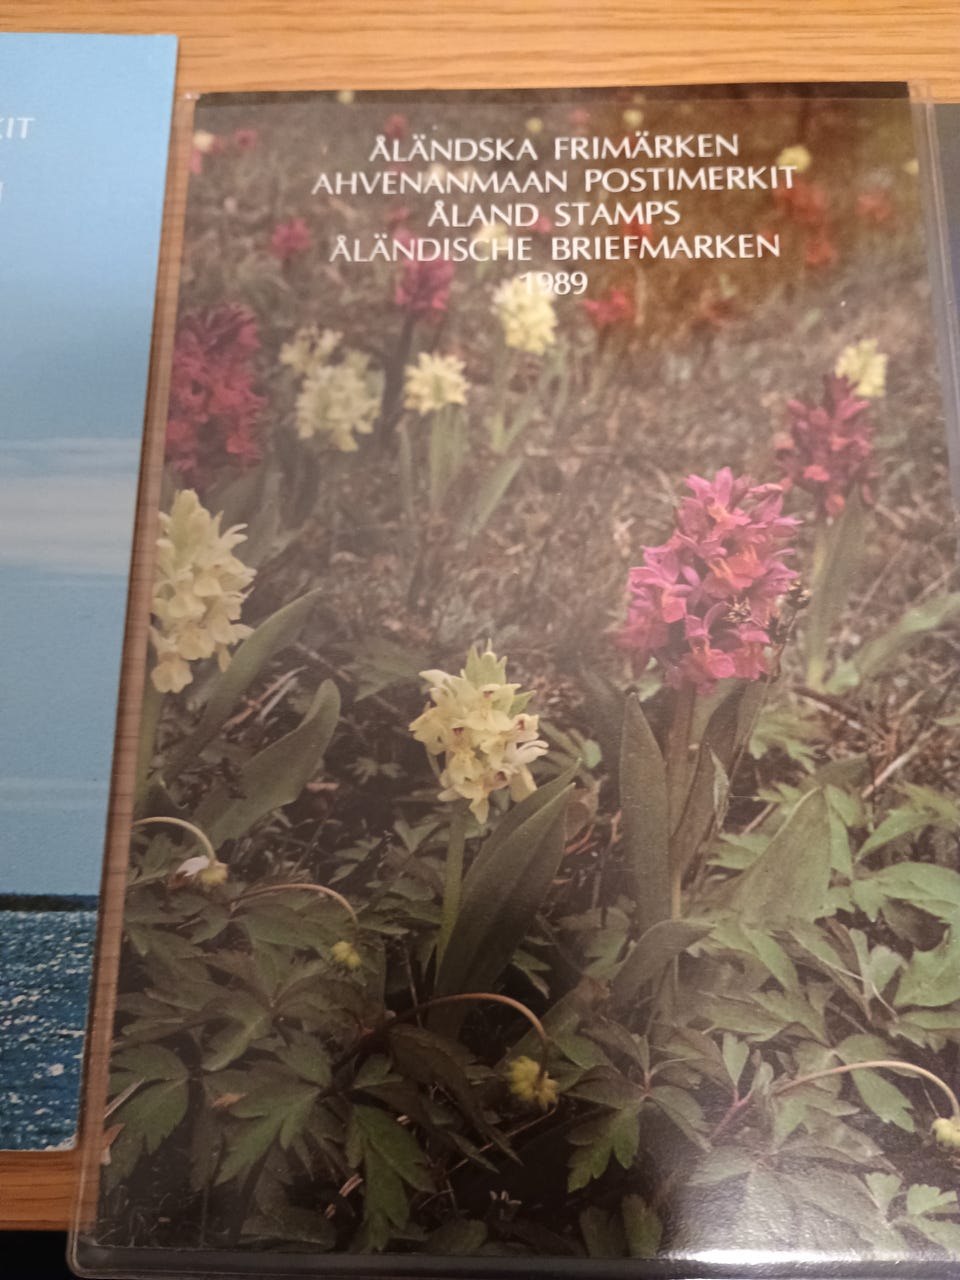 ÅLÄNDSKA FRIMÄRKEN
AHVENANMAAN POSTIMERKIT
ÅLAND STAMPS
ÅLÄNDISCHE BRIEFMARKEN
1989